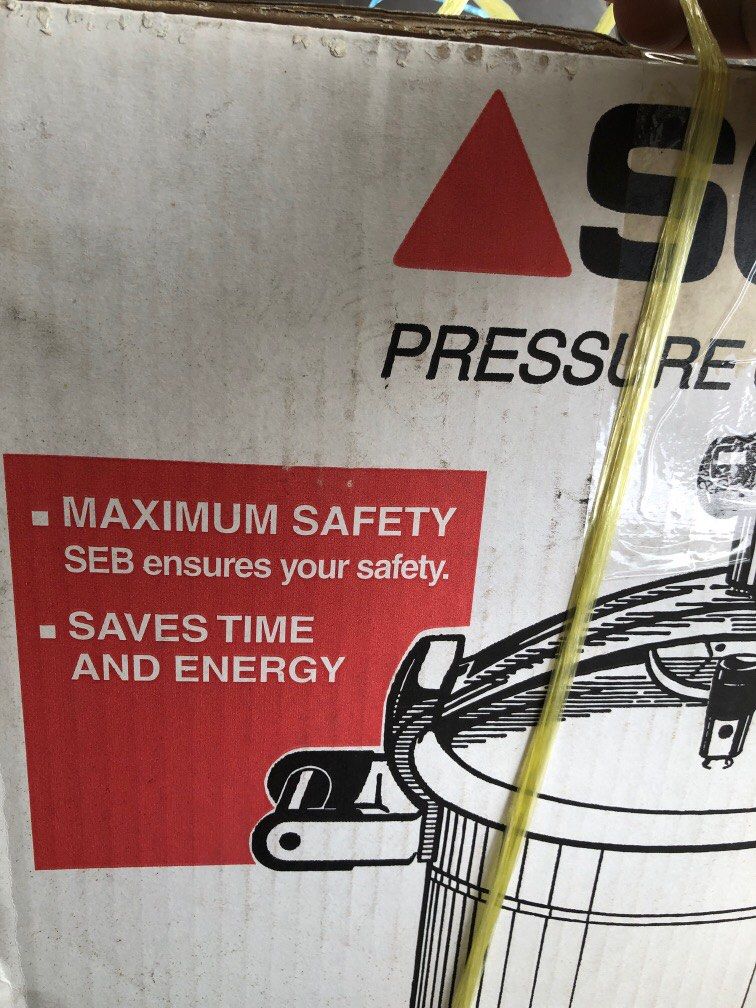 PRESSURE
MAXIMUM SAFETY
SEB ensures your safety.
SAVES TIME
AND ENERGY